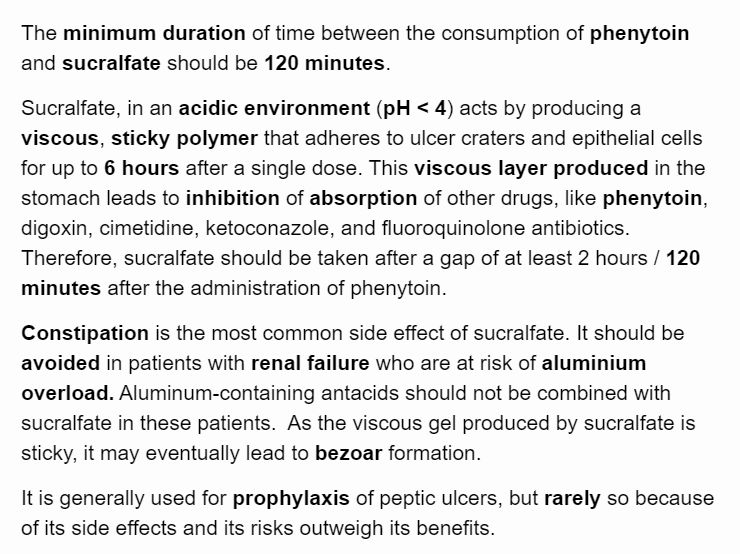 The minimum duration of time between the consumption of phenytoin
and sucralfate should be 120 minutes.
Sucralfate, in an acidic environment (pH < 4) acts by producing a
viscous, sticky polymer that adheres to ulcer craters and epithelial cells
for up to 6 hours after a single dose. This viscous layer produced in the
stomach leads to inhibition of absorption of other drugs, like phenytoin,
digoxin, cimetidine, ketoconazole, and fluoroquinolone antibiotics.
Therefore, sucralfate should be taken after a gap of at least 2 hours / 120
minutes after the administration of phenytoin.
Constipation is the most common side effect of sucralfate. It should be
avoided in patients with renal failure who are at risk of aluminium
overload. Aluminum-containing antacids should not be combined with
sucralfate in these patients.  As the viscous gel produced by sucralfate is
sticky, it may eventually lead to bezoar formation.
It is generally used for prophylaxis of peptic ulcers, but rarely so because
of its side effects and its risks outweigh its benefits.